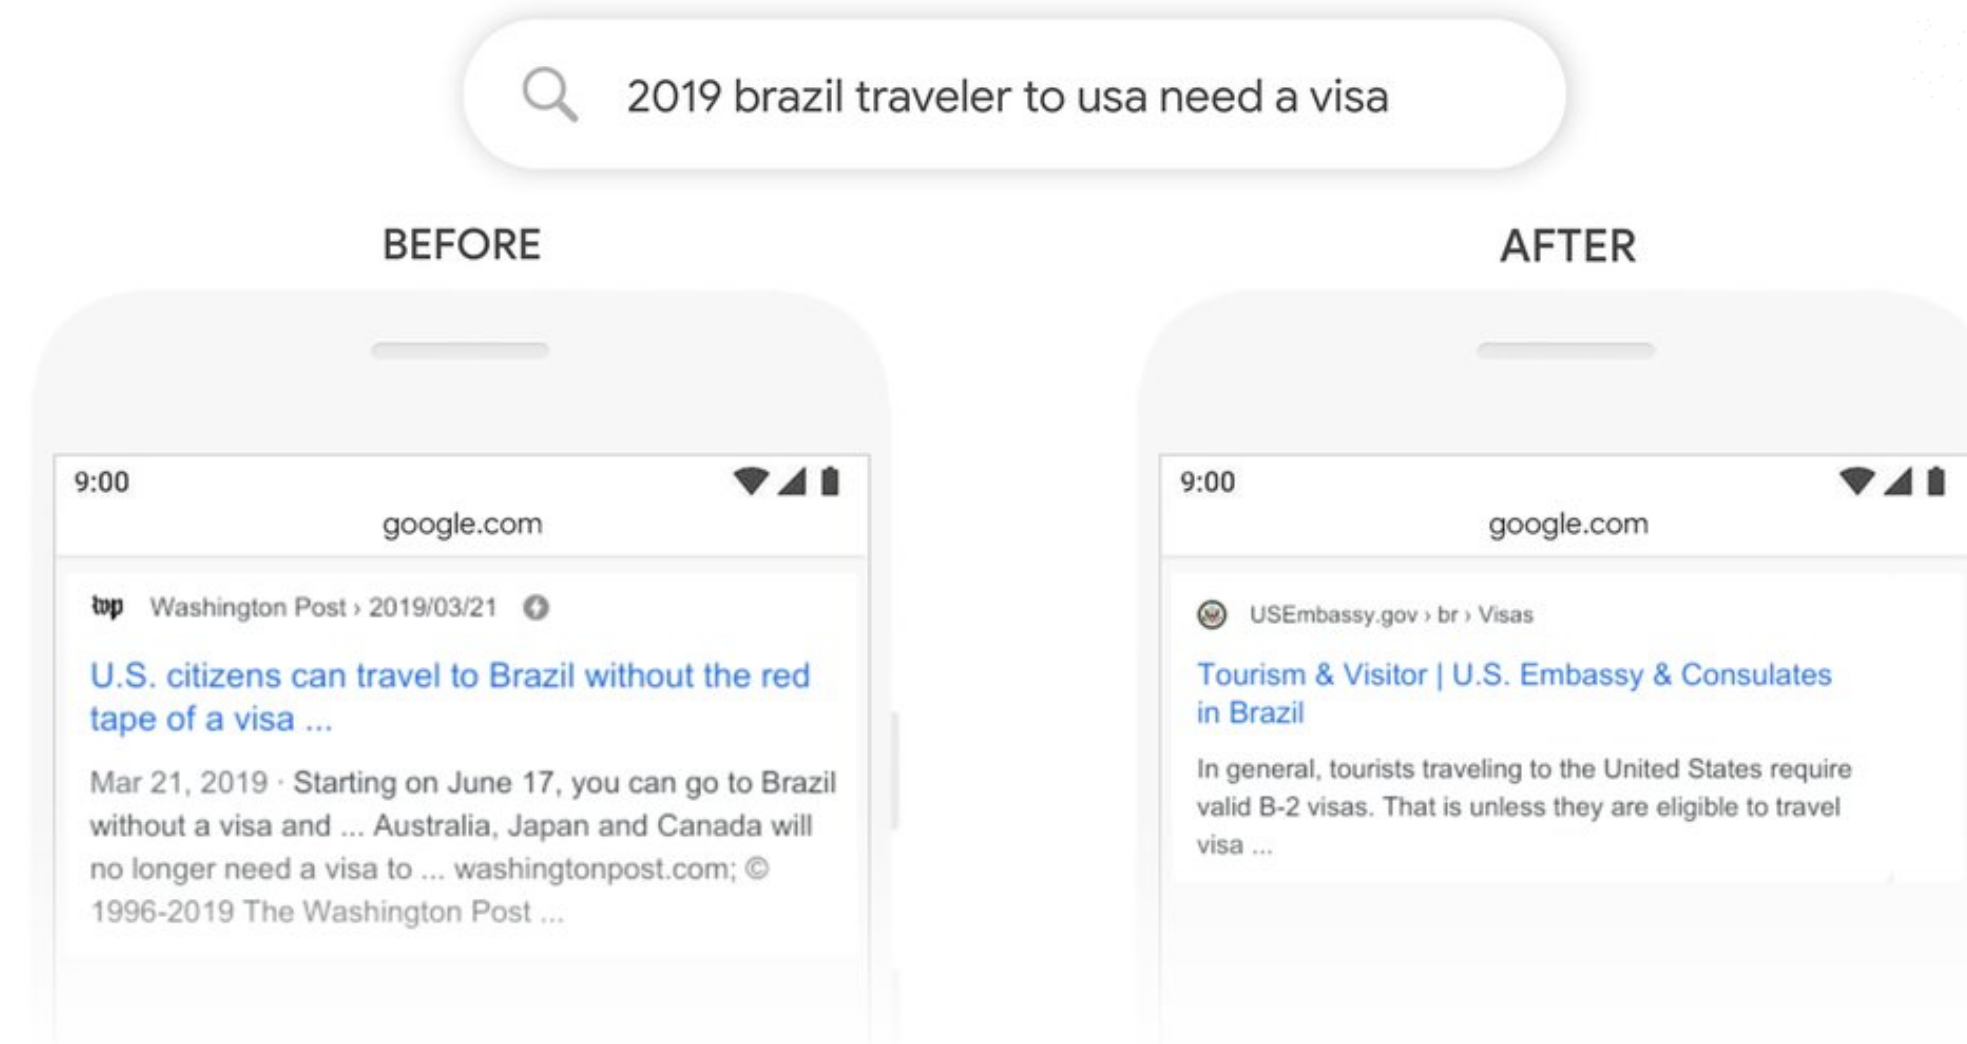 2019 brazil traveler to usa need a visa
BEFORE
9:00
google.com
wp Washington Post › 2019/03/21
U.S. citizens can travel to Brazil without the red
tape of a visa ...
Mar 21, 2019 · Starting on June 17, you can go to Brazil
without a visa and ... Australia, Japan and Canada will
no longer need a visa to ... washingtonpost.com; ©
1996-2019 The Washington Post ...
AFTER
9:00
google.com
USEmbassy.gov › br › Visas
Tourism & Visitor | U.S. Embassy & Consulates
in Brazil
In general, tourists traveling to the United States require
valid B-2 visas. That is unless they are eligible to travel
visa ...